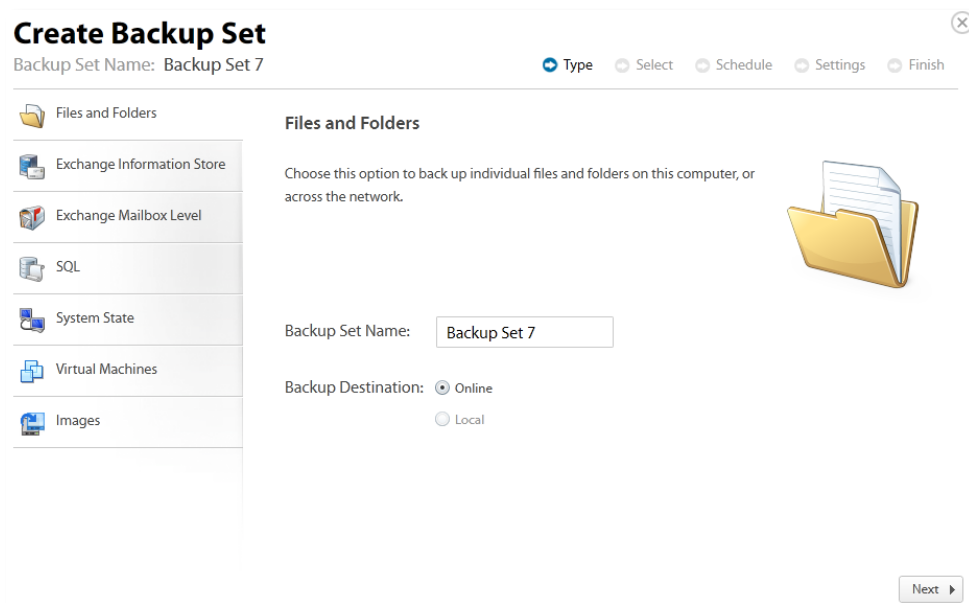 Create Backup Set
Backup Set Name: Backup Set 7
Type Select Schedule Settings Finish
Files and Folders
Exchange Information Store
Exchange Mailbox Level
SQL
System State
Virtual Machines
Images
Files and Folders
Choose this option to back up individual files and folders on this computer, or
across the network.
Backup Set Name: Backup Set 7
Backup Destination: Online
Local
Next